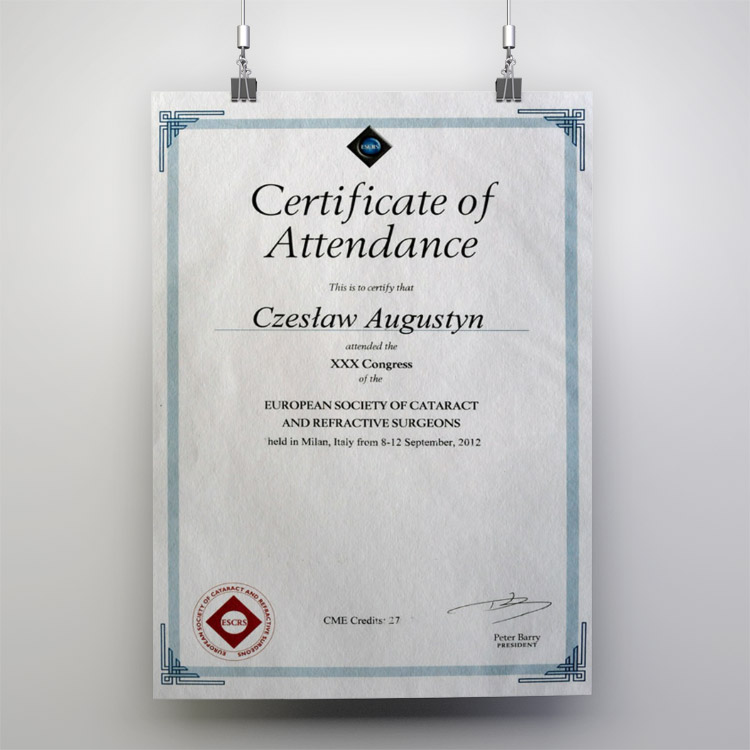 ESCRS
Certificate of
Attendance
This is to certify that
Czesław Augustyn
attended the
XXX Congress
of the
EUROPEAN SOCIETY OF CATARACT
AND REFRACTIVE SURGEONS
held in Milan, Italy from 8-12 September, 2012
EUROPEAN SOCIETY OF CATARACT AND REFRACTIVE SURGEONS
ESCRS
CME Credits: 27
Peter Barry
PRESIDENT